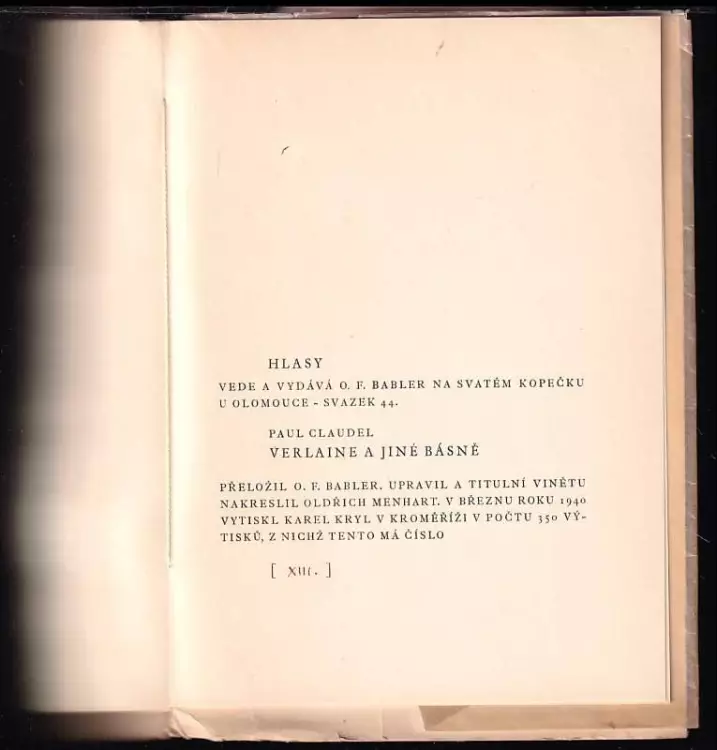 HLASY
VEDE A VYDÁVÁ O. F. BABLER NA SVATÉM KOPEČKU
U OLOMOUCE - SVAZEK 44.
PAUL CLAUDEL
VERLAINE A JINÉ BÁSNĚ
PŘELOŽIL O. F. BABLER. UPRAVIL A TITULNÍ VINĚTU
NAKRESLIL OLDŘICH MENHART. V BŘEZNU ROKU 1940
VYTISKL KAREL KRYL V KROMĚŘÍŽI V POČTU 350 VÝ-
TISKŮ, Z NICHŽ TENTO MÁ ČÍSLO
[ XIII. ]